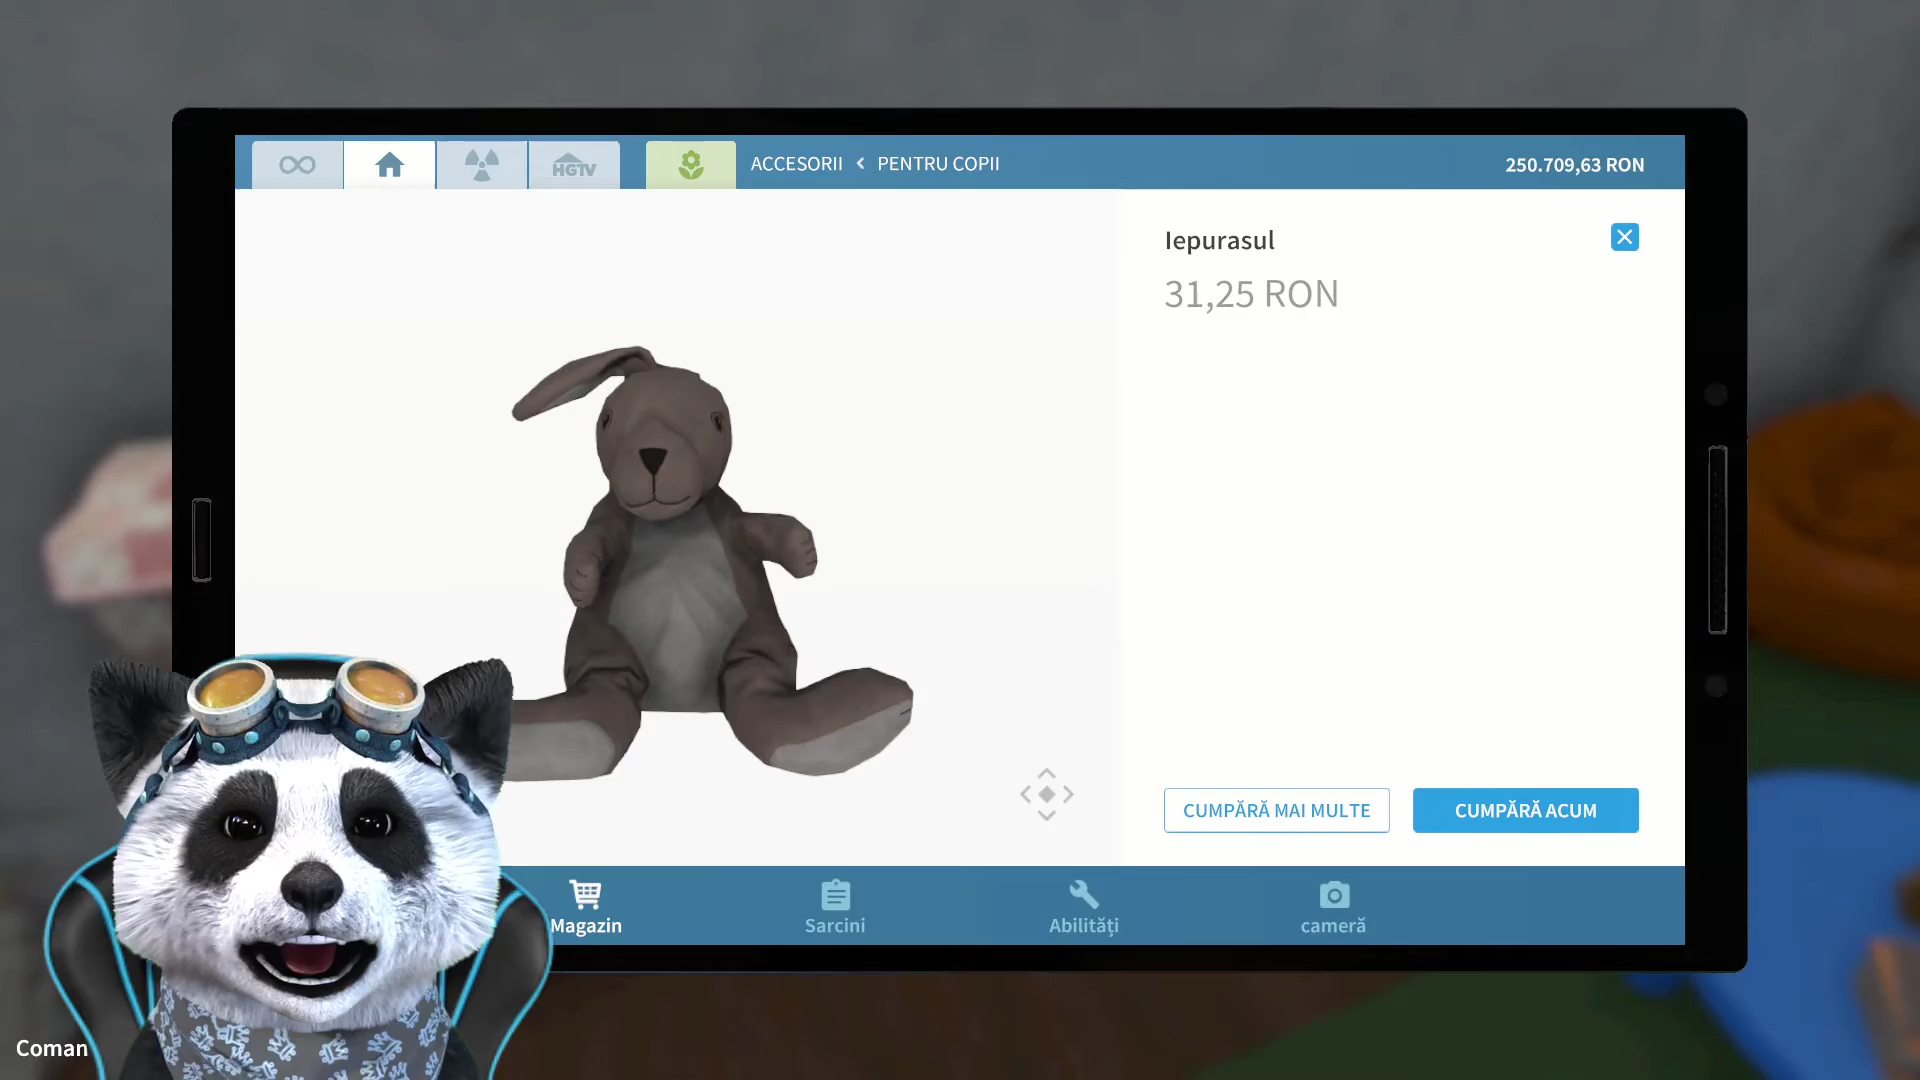 HGTV
ACCESORII < PENTRU COPII
250.709,63 RON
Iepurasul
31,25 RON
CUMPĂRĂ MAI MULTE
CUMPĂRĂ ACUM
Magazin
Sarcini
Abilități
cameră
Coman